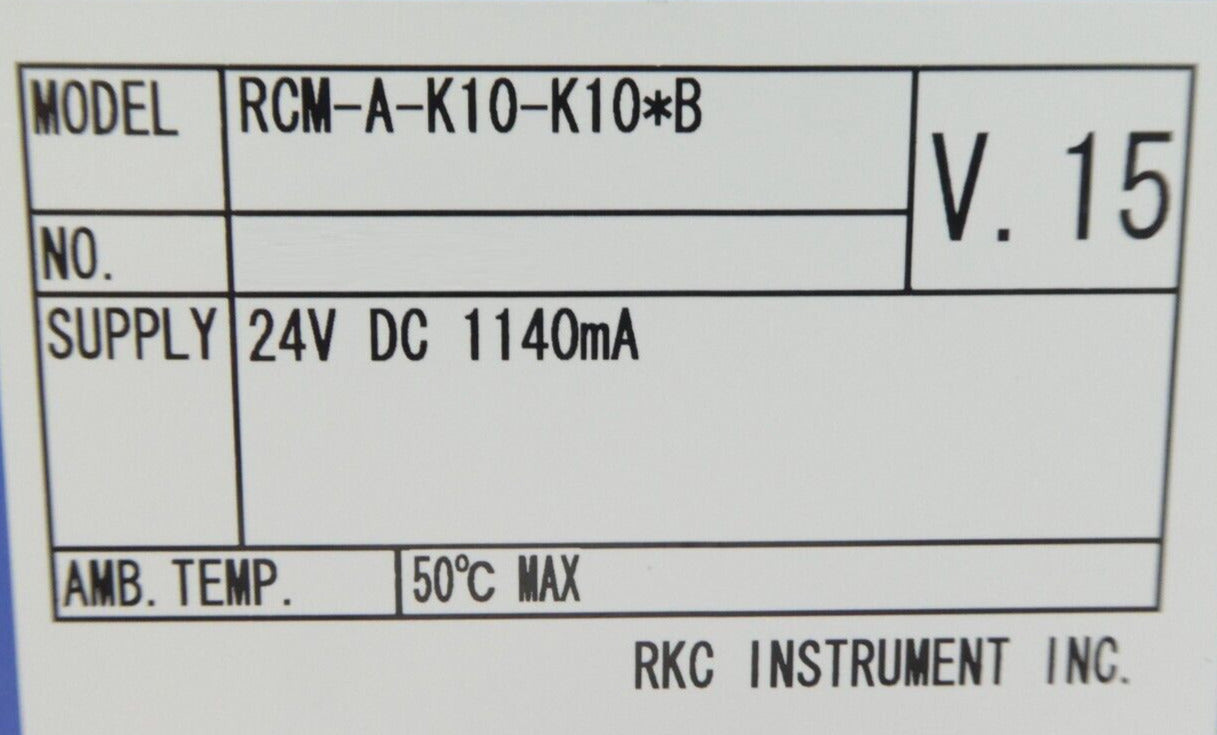 MODEL RCM-A-K10-K10*B
V. 15
NO.
SUPPLY 24V DC 1140mA
AMB. TEMP. 50℃ MAX
RKC INSTRUMENT INC.